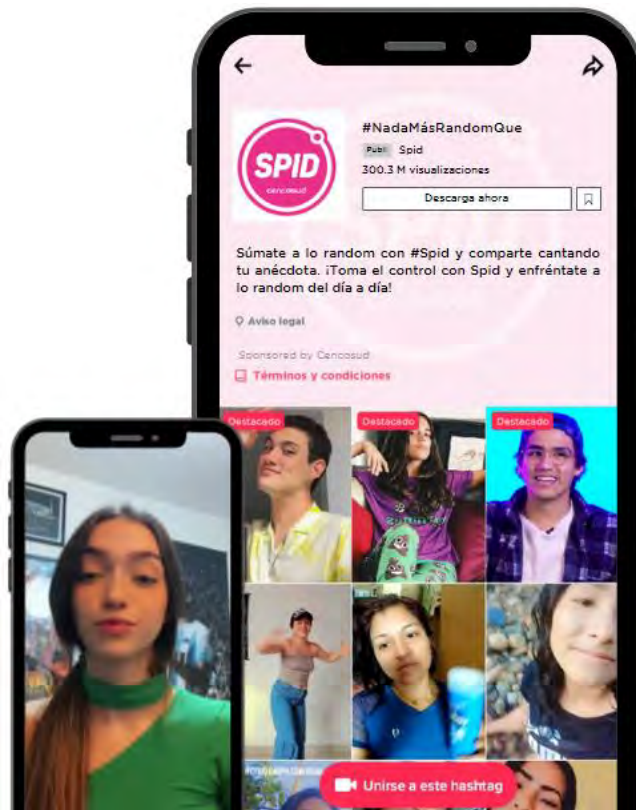 #NadaMásRandomQue
SPID
cencosud
Publi Spid
300.3 M visualizaciones
Descarga ahora
Súmate a lo random con #Spid y comparte cantando
tu anécdota. ¡Toma el control con Spid y enfréntate a
lo random del día a día!
Aviso legal
Sponsored by Cencosud
Términos y condiciones
Destacado
Destacado
Destacado
Unirse a este hashtag